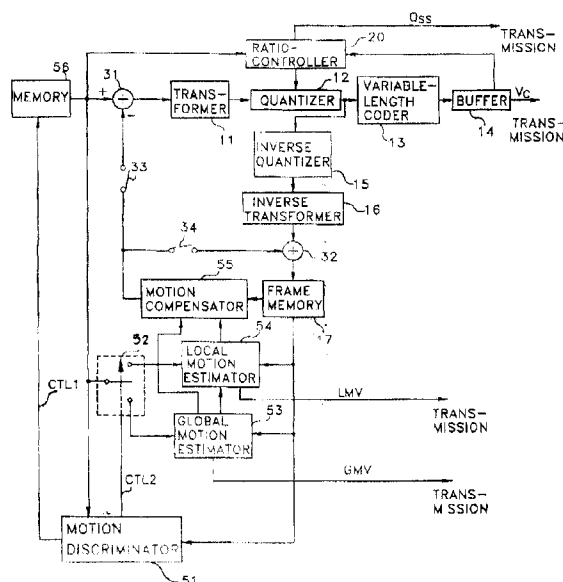 QSS
TRANS-
MISSION
RATIO-
CONTROLLER
20
56
MEMORY
31
+
-
TRANS-
FORMER
11
12
QUANTIZER
VARIABLE-
LENGTH
CODER
13
BUFFER
14
VC
TRANS-
MISSION
33
INVERSE
QUANTIZER
15
INVERSE
TRANSFORMER
16
34
+
32
55
MOTION
COMPENSATOR
FRAME
MEMORY
17
54
52
LOCAL
MOTION
ESTIMATOR
LMV
TRANS-
MISSION
CTL1
53
GLOBAL
MOTION
ESTIMATOR
GMV
TRANS-
MISSION
CTL2
MOTION
DISCRIMINATOR
51